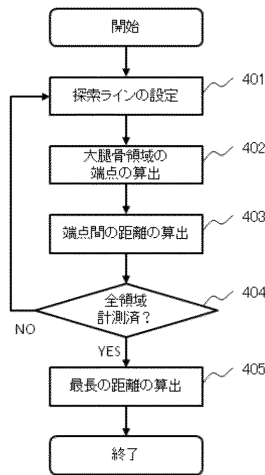 開始
探索ラインの設定
401
大腿骨領域の
端点の算出
402
端点間の距離の算出
403
全領域
計測済?
404
NO
YES
最長の距離の算出
405
終了